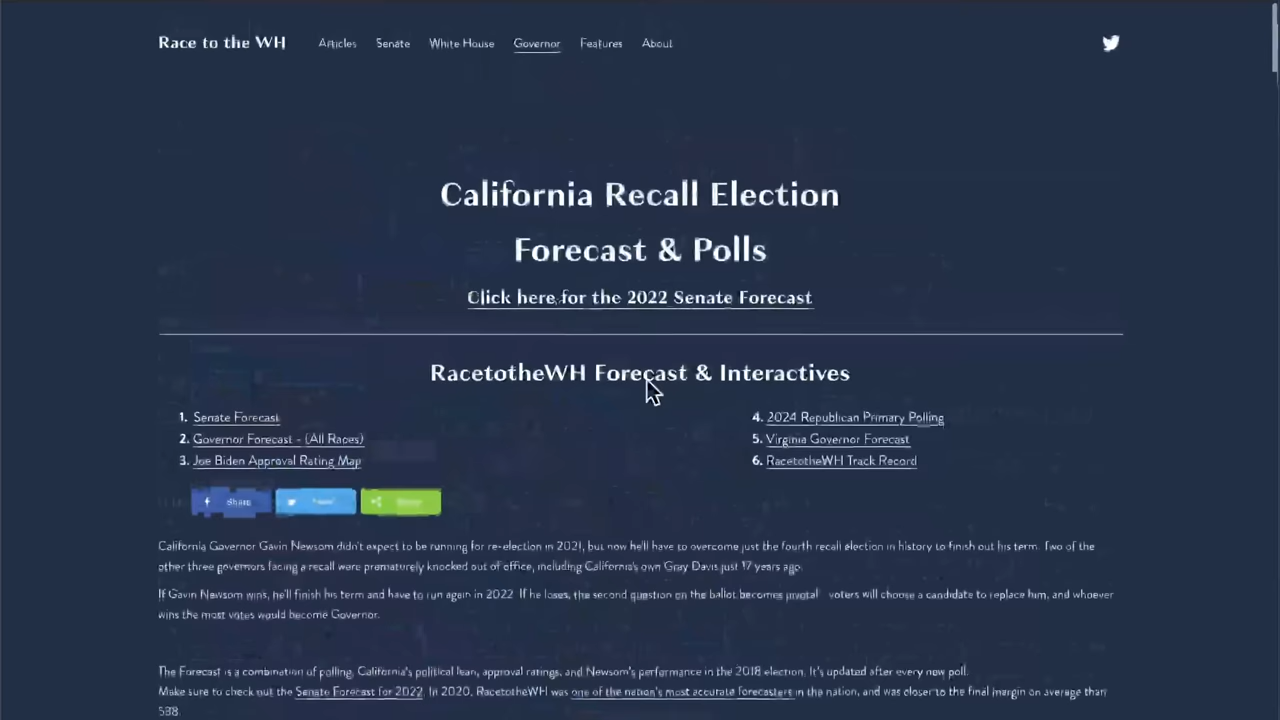 Race to the WH Articles Senate White House Governor Features About
California Recall Election
Forecast & Polls
Click here for the 2022 Senate Forecast
RacetotheWH Forecast & Interactives
1. Senate Forecast
2. Governor Forecast - (All Races)
3. Joe Biden Approval Rating Map
4. 2024 Republican Primary Polling
5. Virginia Governor Forecast
6. RacetotheWH Track Record
Share
California Governor Gavin Newsom didn't expect to be running for re-election in 2021, but now he'll have to overcome just the fourth recall election in history to finish out his term. Two of the
other three governors facing a recall were prematurely knocked out of office, including California's own Gray Davis just 17 years ago.
If Gavin Newsom wins, he'll finish his term and have to run again in 2022 If he loses, the second question on the ballot becomes pivotal voters will choose a candidate to replace him, and whoever
wins the most votes would become Governor.
The Forecast is a combination of polling, California's political lean, approval ratings, and Newsom's performance in the 2018 election. It's updated after every new poll.
Make sure to check out the Senate Forecast for 2022. In 2020, RacetotheWH was one of the nation's most accurate forecasters in the nation, and was closer to the final margin on average than
538